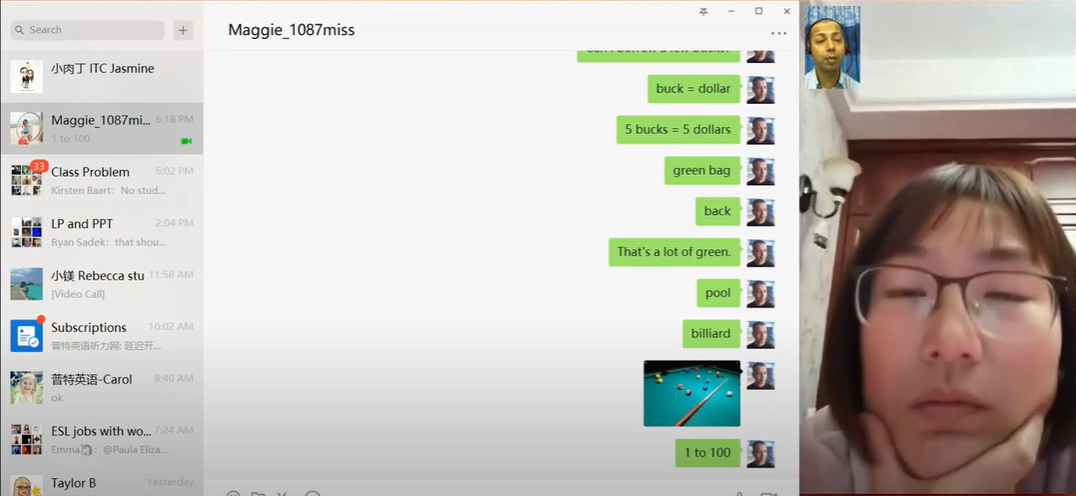 Search
小肉丁 ITC Jasmine
Maggie_1087mi... 6:18 PM
1 to 100
33
Class Problem 6:02 PM
Kirsten Baart: No stud...
LP and PPT 2:04 PM
Ryan Sadek: that shou...
小镁 Rebecca stu 11:58 AM
[Video Call]
Subscriptions 10:02 AM
普特英语听力网: 延迟开...
普特英语-Carol 8:40 AM
ok
ESL jobs with wo... 7:24 AM
Emma: @Paula Eliza...
Taylor B Yesterday
Maggie_1087miss
Can I borrow a few bucks?
buck = dollar
5 bucks = 5 dollars
green bag
back
That's a lot of green.
pool
billiard
1 to 100